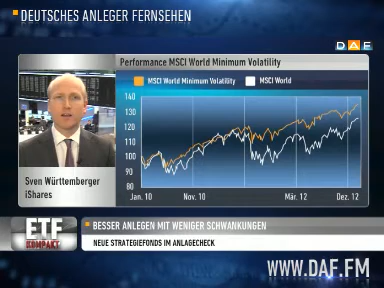 DEUTSCHES ANLEGER FERNSEHEN
DAF
Performance MSCI World Minimum Volatility
MSCI World Minimum Volatility MSCI World
140
130
120
110
100
90
80
Jan. 10 Nov. 10 Mär. 12 Dez. 12
Sven Württemberger
iShares
ETF
KOMPAKT
BESSER ANLEGEN MIT WENIGER SCHWANKUNGEN
NEUE STRATEGIEFONDS IM ANLAGECHECK
WWW.DAF.FM